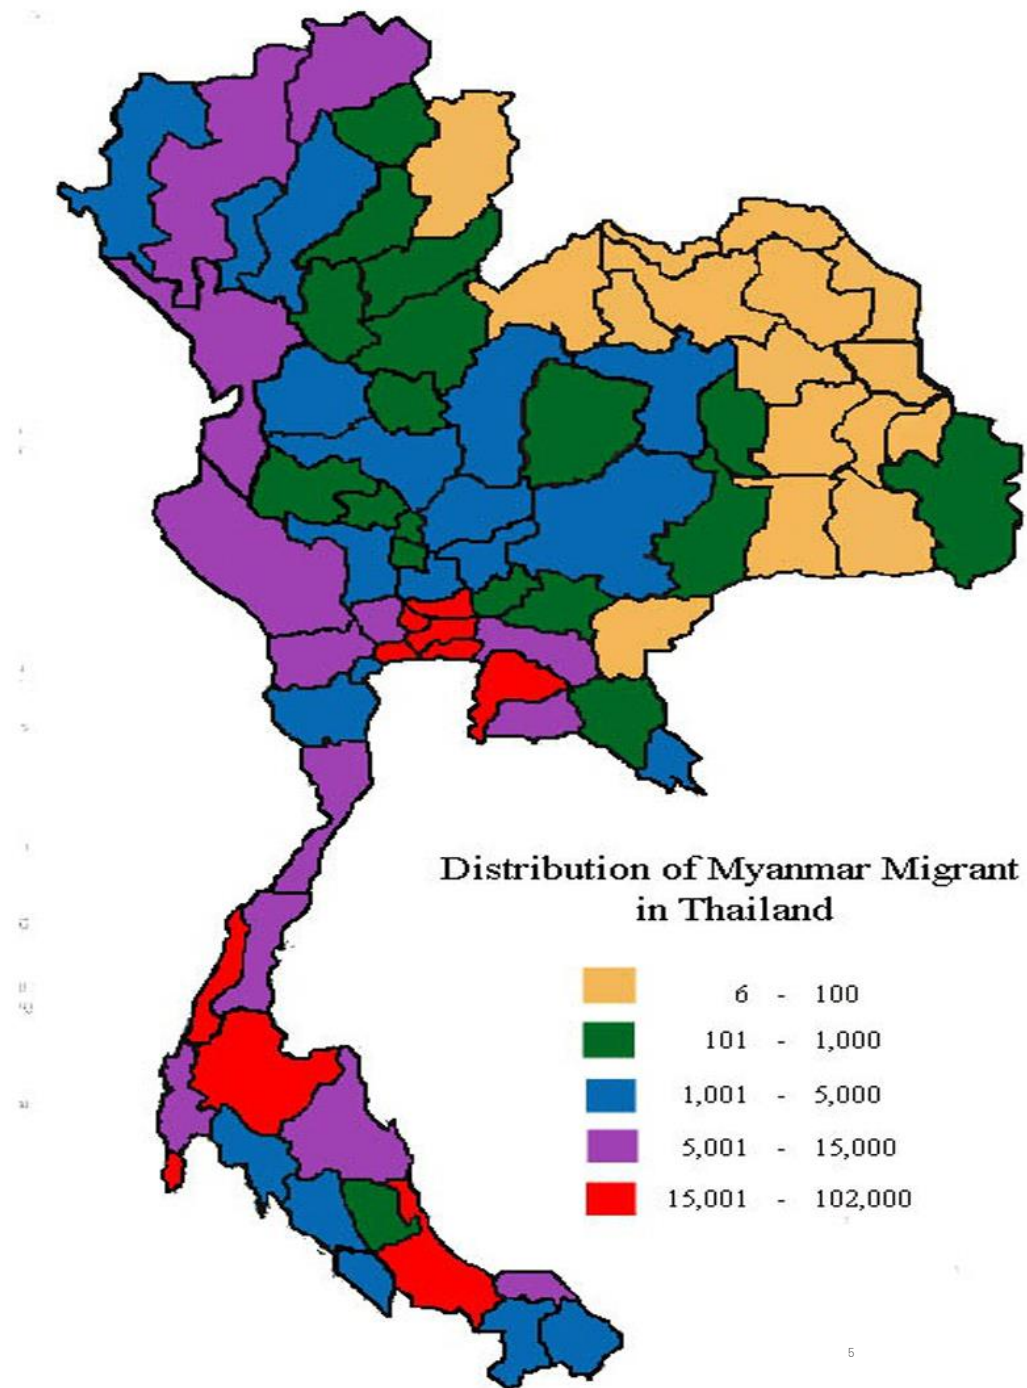 Distribution of Myanmar Migrant
in Thailand
6 - 100
101 - 1,000
1,001 - 5,000
5,001 - 15,000
15,001 - 102,000
5